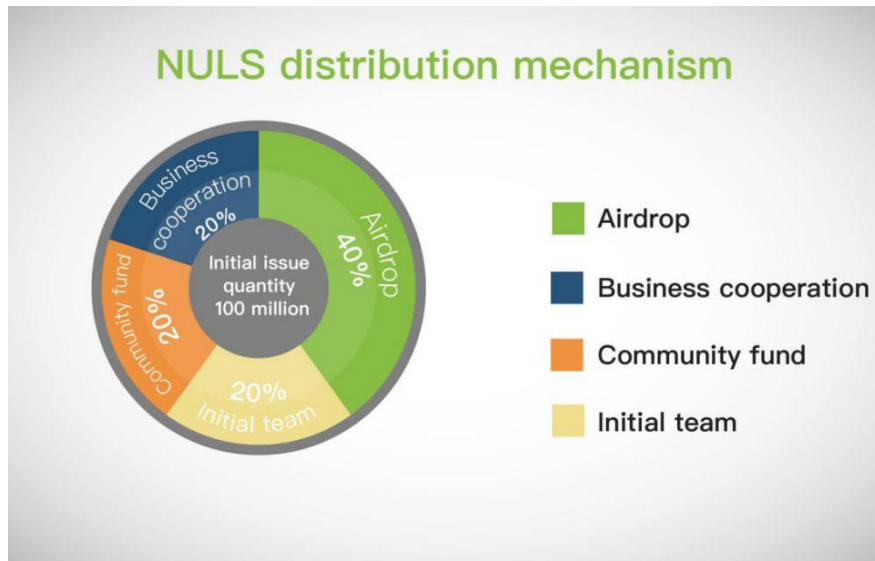 NULS distribution mechanism
Business
cooperation
20%
Airdrop
40%
Initial issue
quantity
100 million
Community fund
20%
20%
Initial team
Airdrop
Business cooperation
Community fund
Initial team